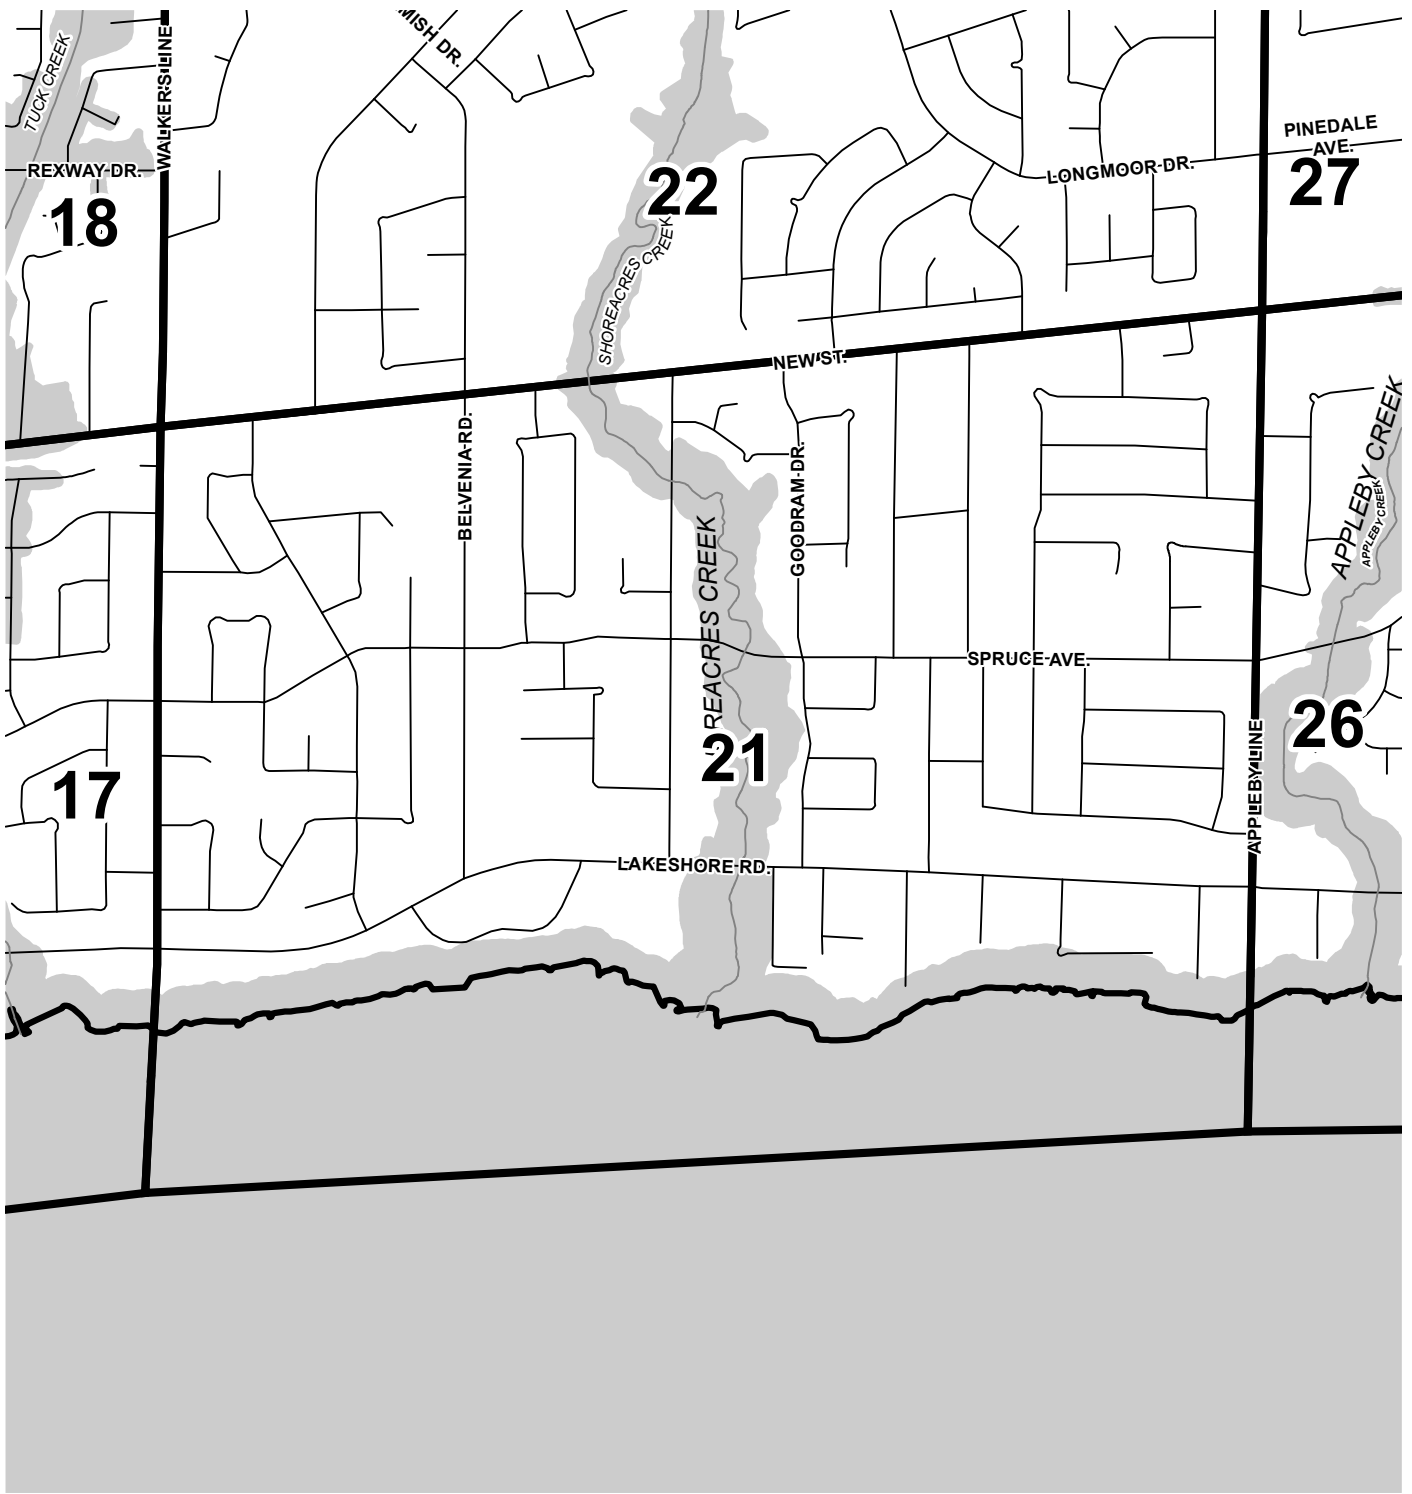 MISH DR.
TUCK CREEK
WALKER'S LINE
PINEDALE
AVE.
REXWAY DR.
LONGMOOR DR.
18
22
27
SHOREACRES CREEK
NEW ST.
BELVENIA RD.
GOODRAM DR.
APPLEBY CREEK
APPLEBY CREEK
REACRES CREEK
SPRUCE AVE.
17
21
26
APPLEBY LINE
LAKESHORE RD.